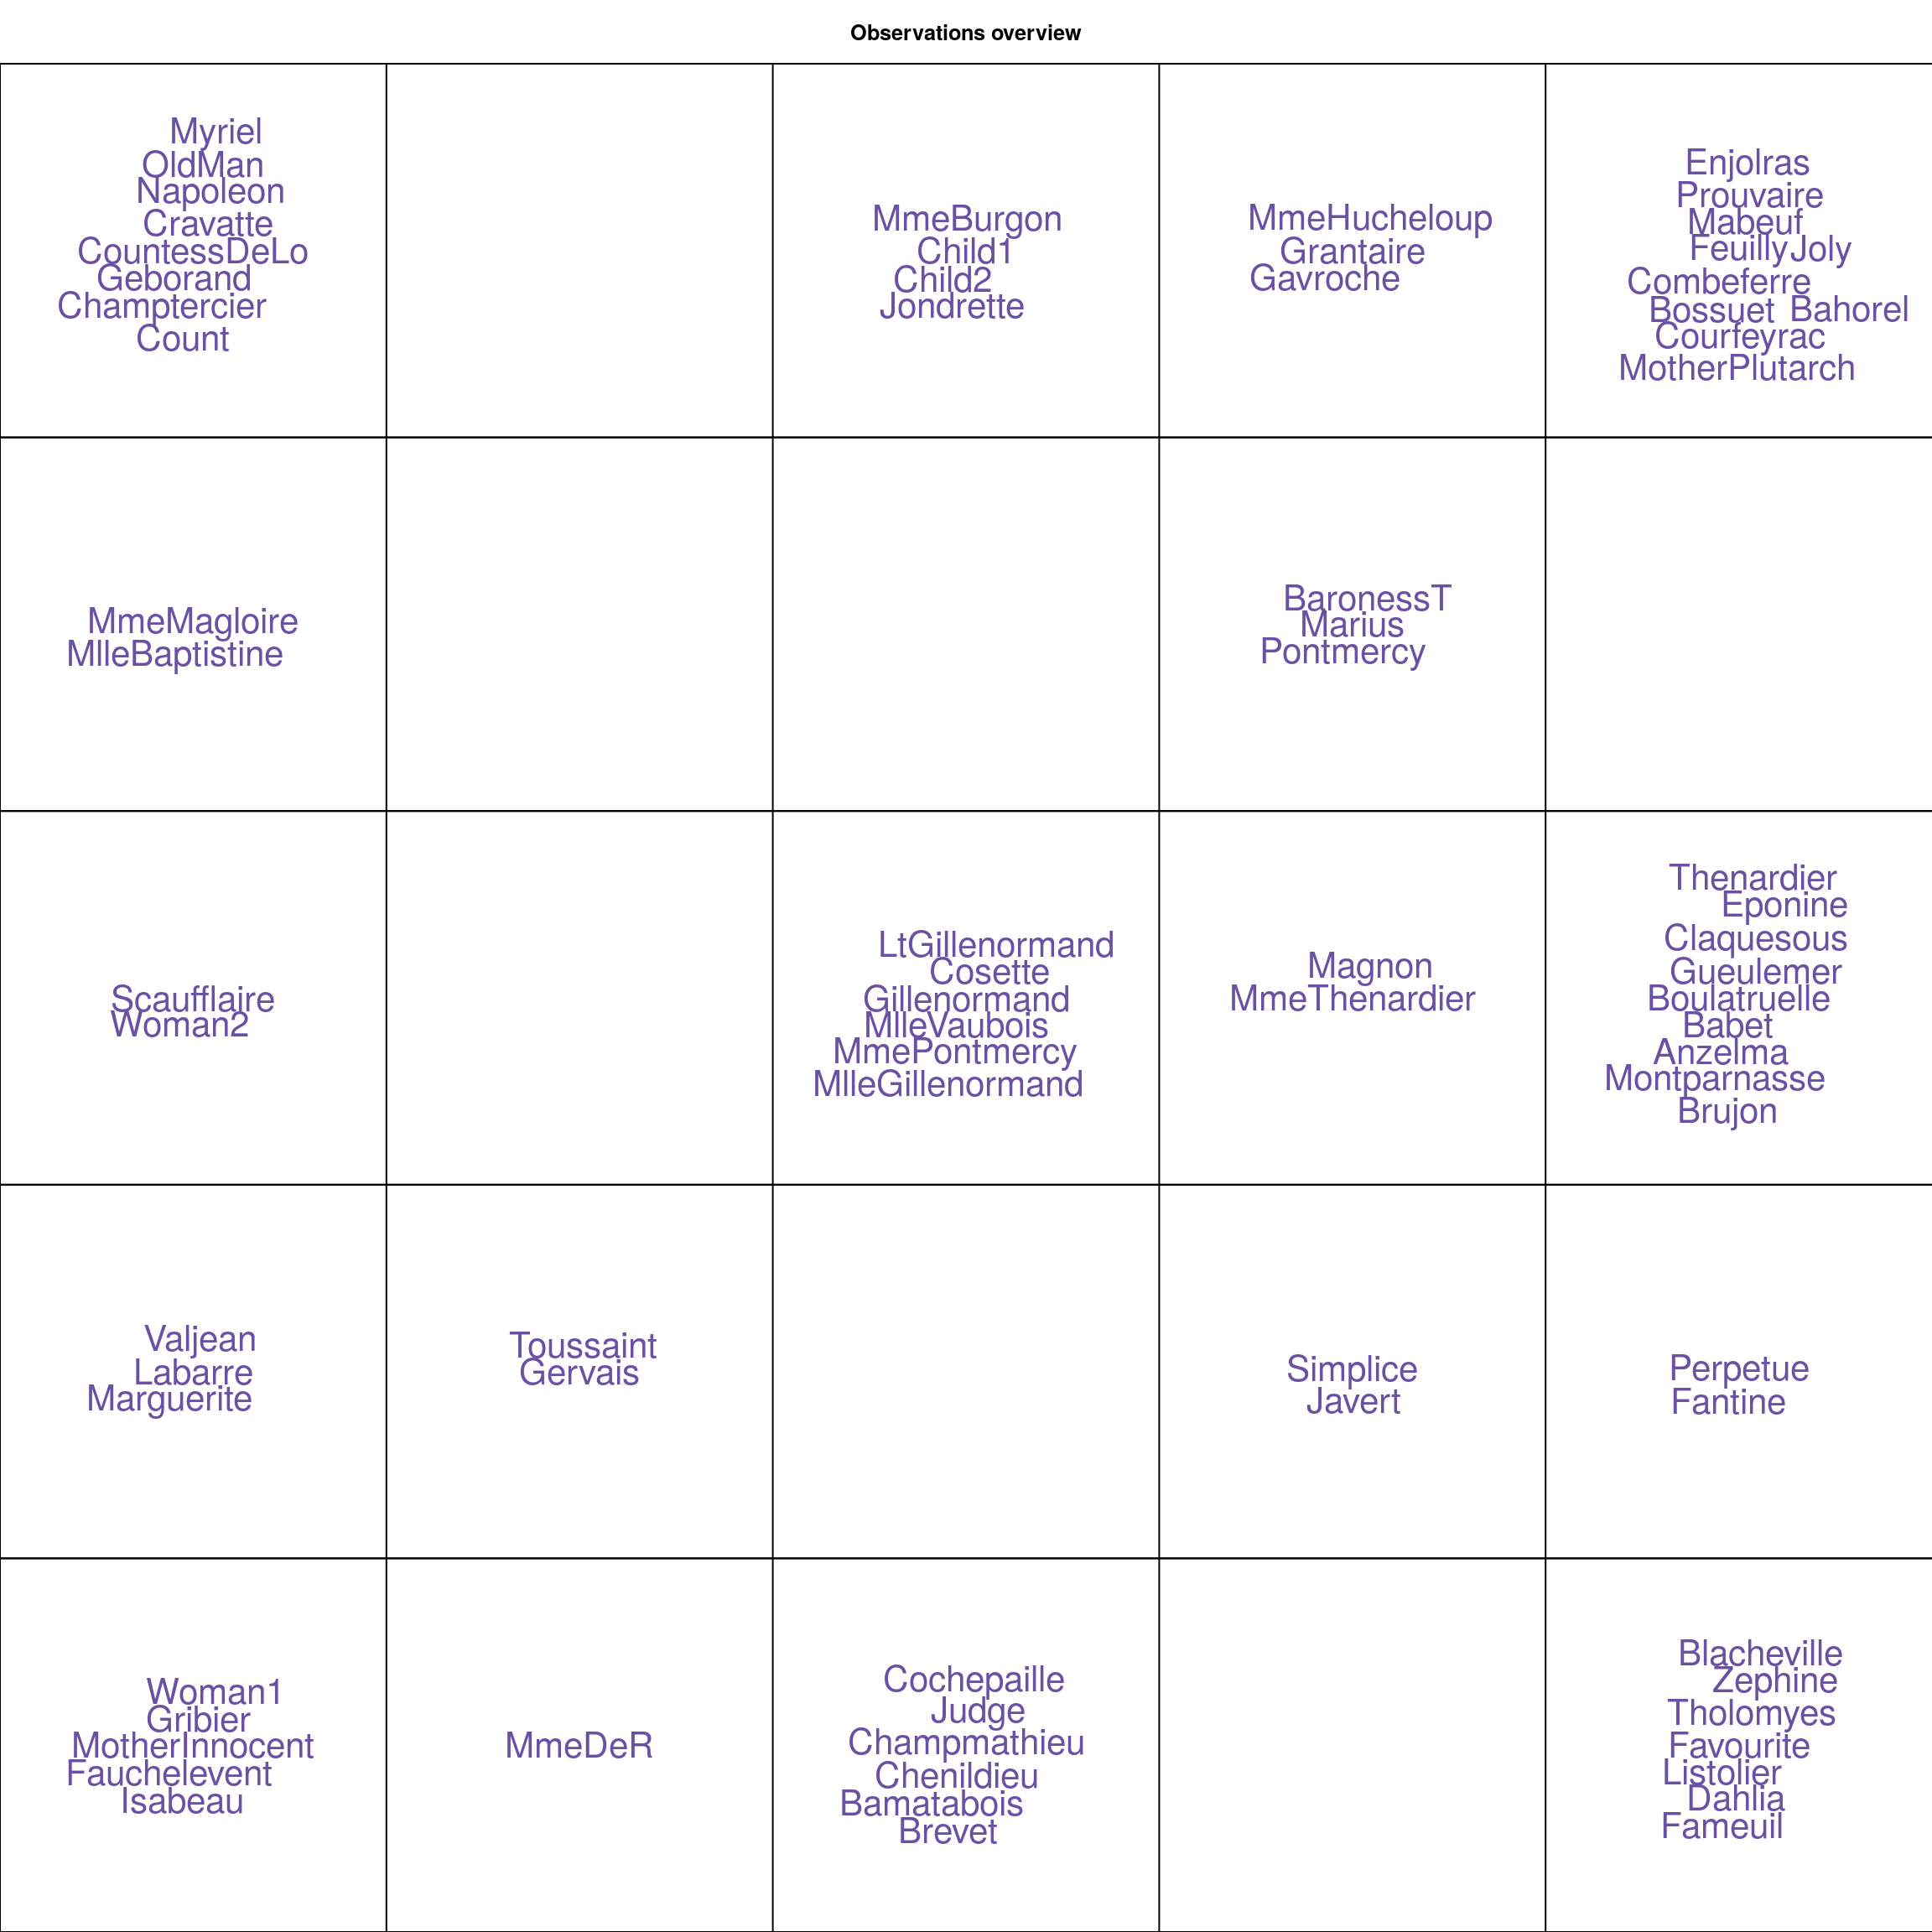 Observations overview
Myriel
OldMan
Napoleon
Cravatte
CountessDeLo
Geborand
Champtercier
Count
MmeBurgon
Child1
Child2
Jondrette
MmeHucheloup
Grantaire
Gavroche
Enjolras
Prouvaire
Mabeuf
Feuilly Joly
Combeferre
Bossuet Bahorel
Courfeyrac
MotherPlutarch
MmeMagloire
MlleBaptistine
BaronessT
Marius
Pontmercy
Scaufflaire
Woman2
LtGillenormand
Cosette
Gillenormand
MlleVaubois
MmePontmercy
MlleGillenormand
Magnon
MmeThenardier
Thenardier
Eponine
Claquesous
Gueulemer
Boulatruelle
Babet
Anzelma
Montparnasse
Brujon
Valjean
Labarre
Marguerite
Toussaint
Gervais
Simplice
Javert
Perpetue
Fantine
Woman1
Gribier
MotherInnocent
Fauchelevent
Isabeau
MmeDeR
Cochepaille
Judge
Champmathieu
Chenildieu
Bamatabois
Brevet
Blacheville
Zephine
Tholomyes
Favourite
Listolier
Dahlia
Fameuil